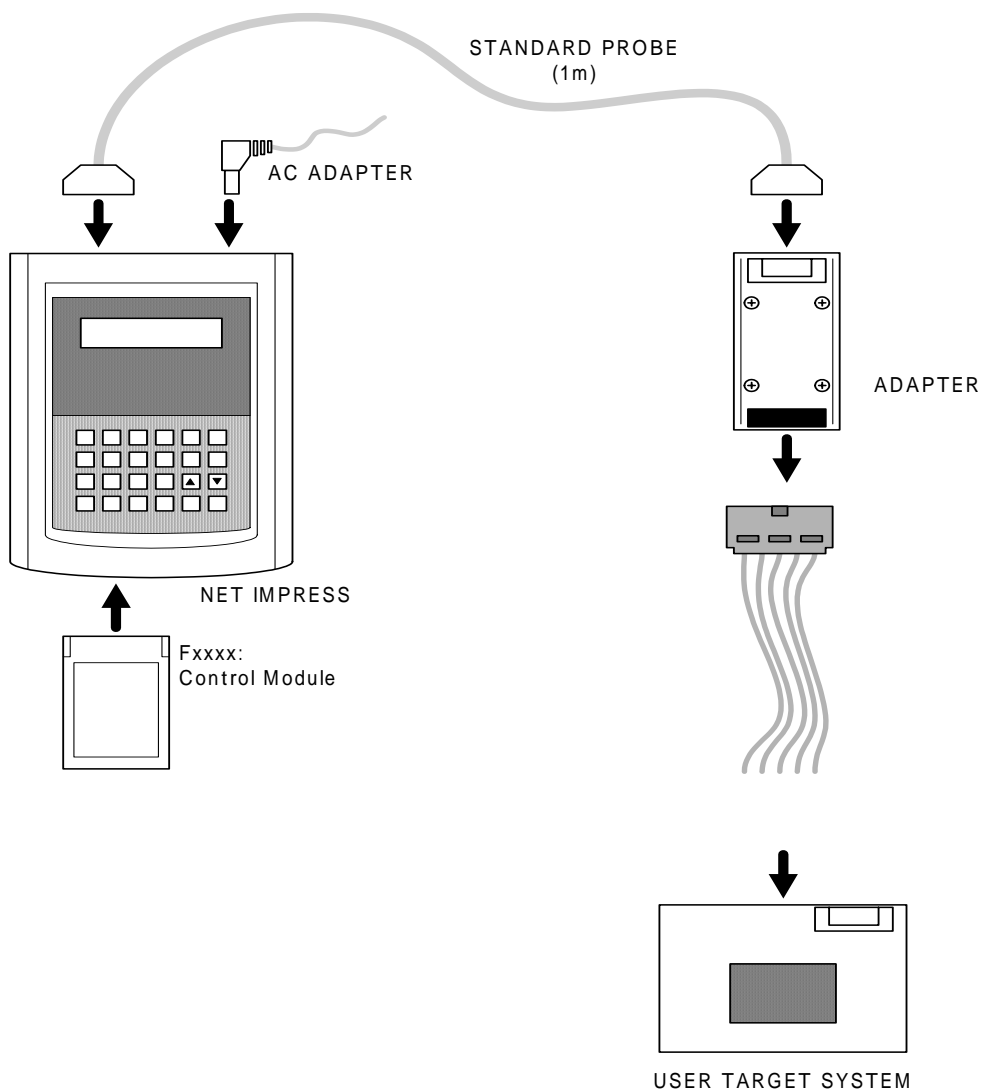 STANDARD PROBE
(1m)
AC ADAPTER
ADAPTER
NET IMPRESS
Fxxxx:
Control Module
USER TARGET SYSTEM